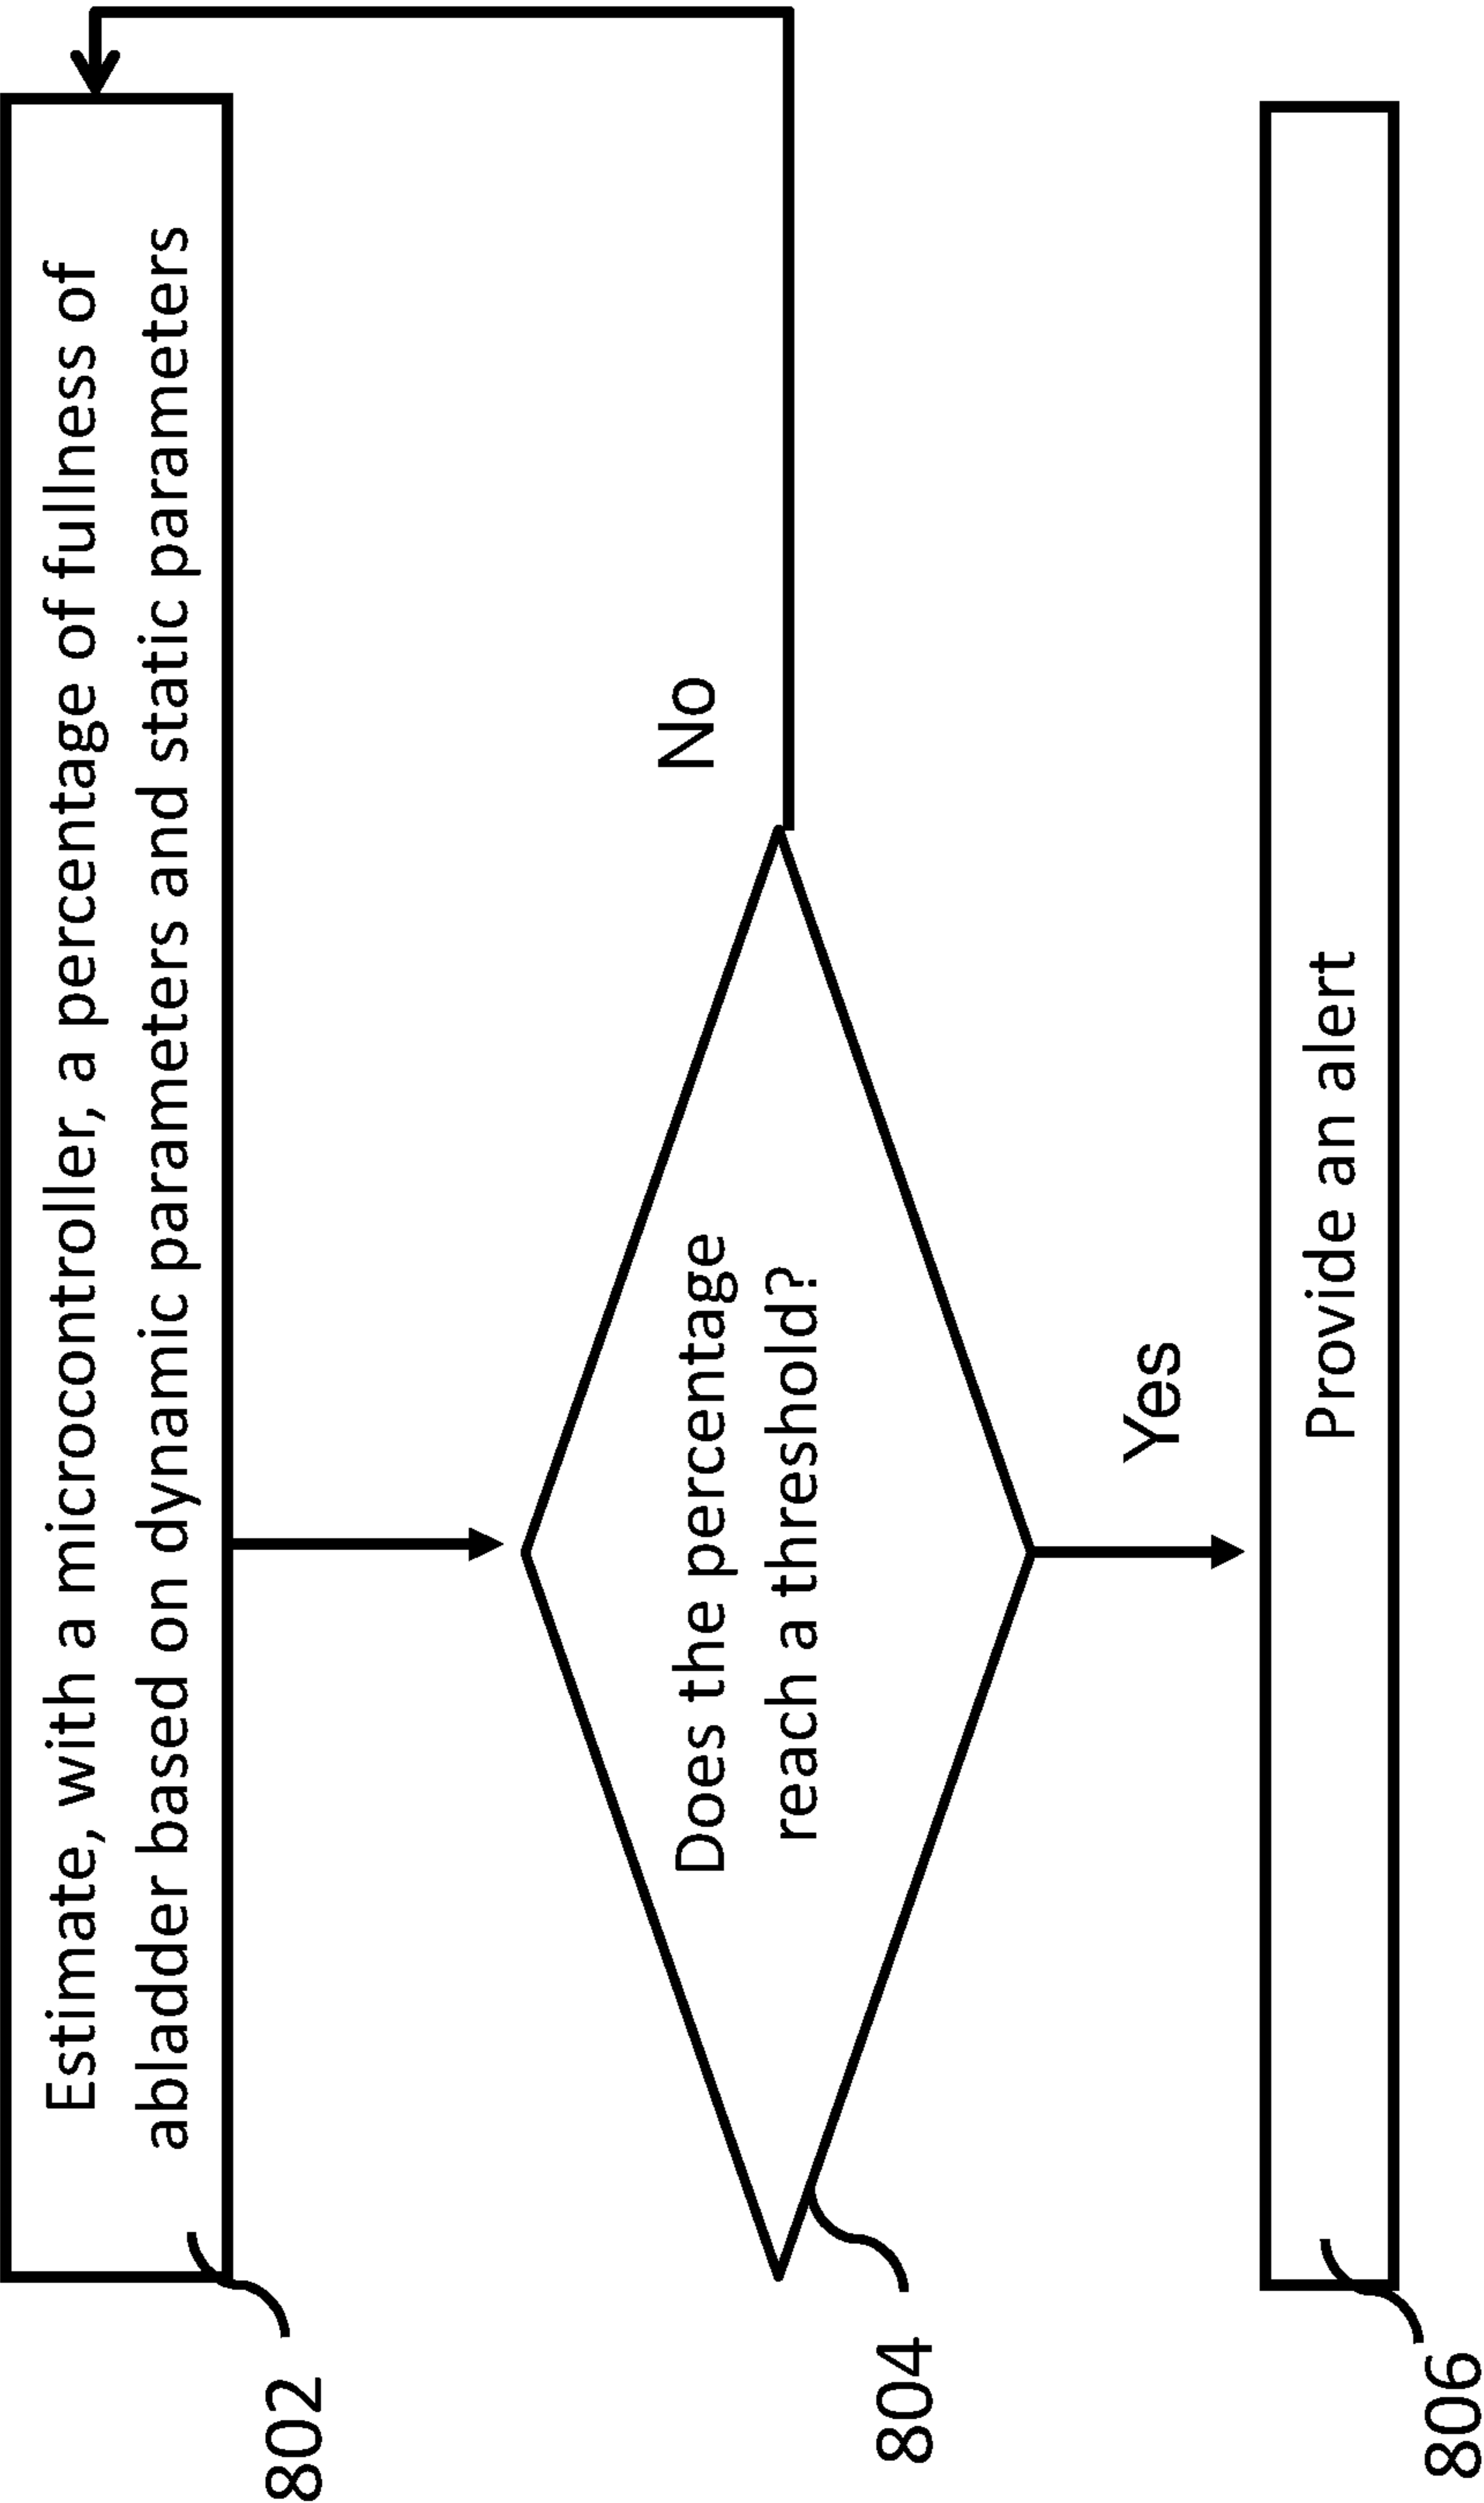 Estimate, with a microcontroller, a percentage of fullness of
abladder based on dynamic parameters and static parameters
802
Does the percentage
reach a threshold?
No
804
Yes
Provide an alert
806